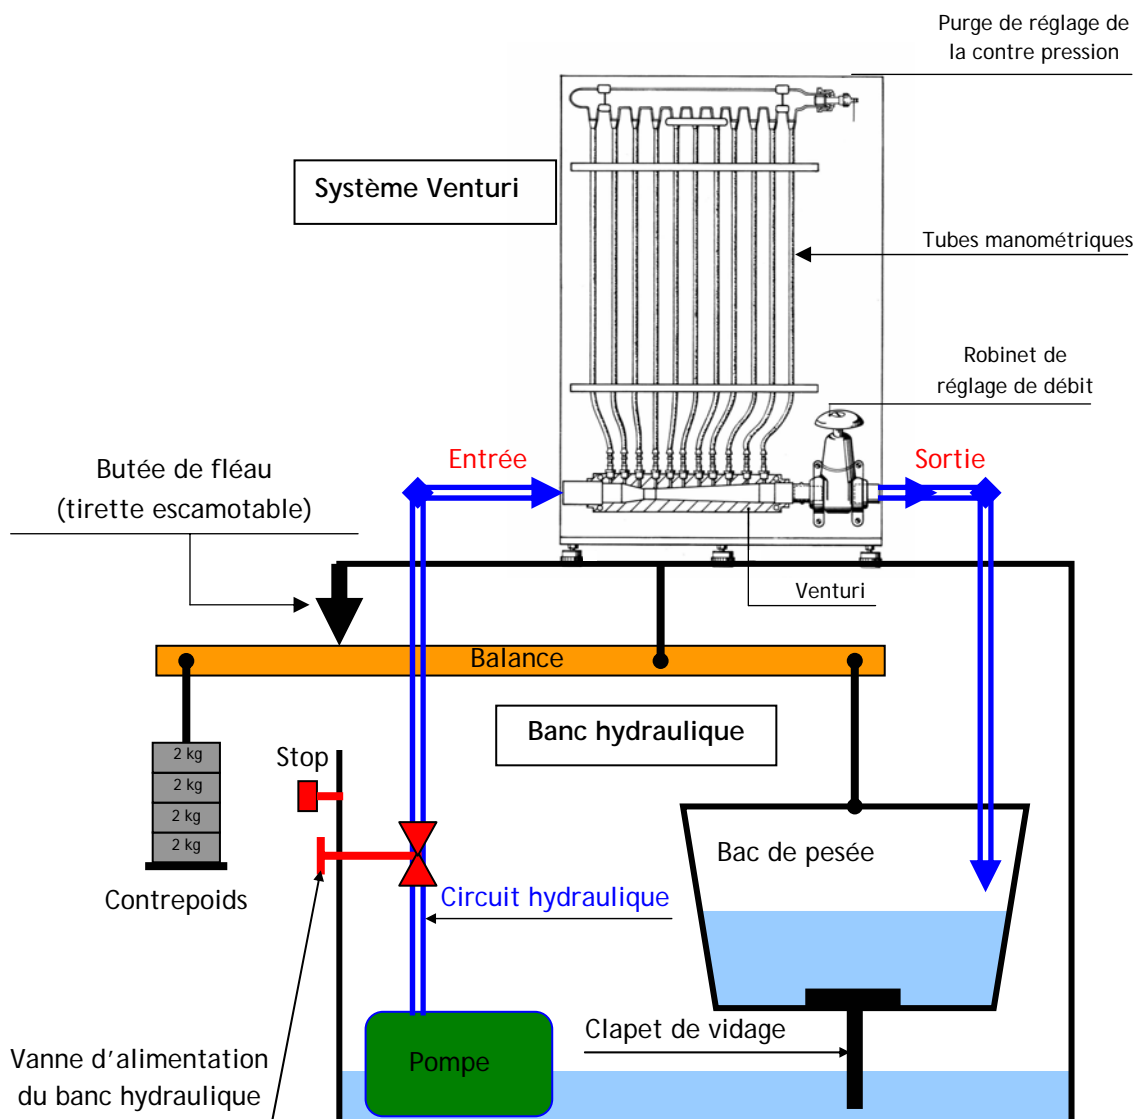 Purge de réglage de
la contre pression
Système Venturi
Tubes manométriques
Robinet de
réglage de débit
Butée de fléau
(tirette escamotable)
Entrée
Sortie
Venturi
Balance
Banc hydraulique
Stop
2 kg
2 kg
2 kg
2 kg
Contrepoids
Bac de pesée
Circuit hydraulique
Clapet de vidage
Pompe
Vanne d'alimentation
du banc hydraulique